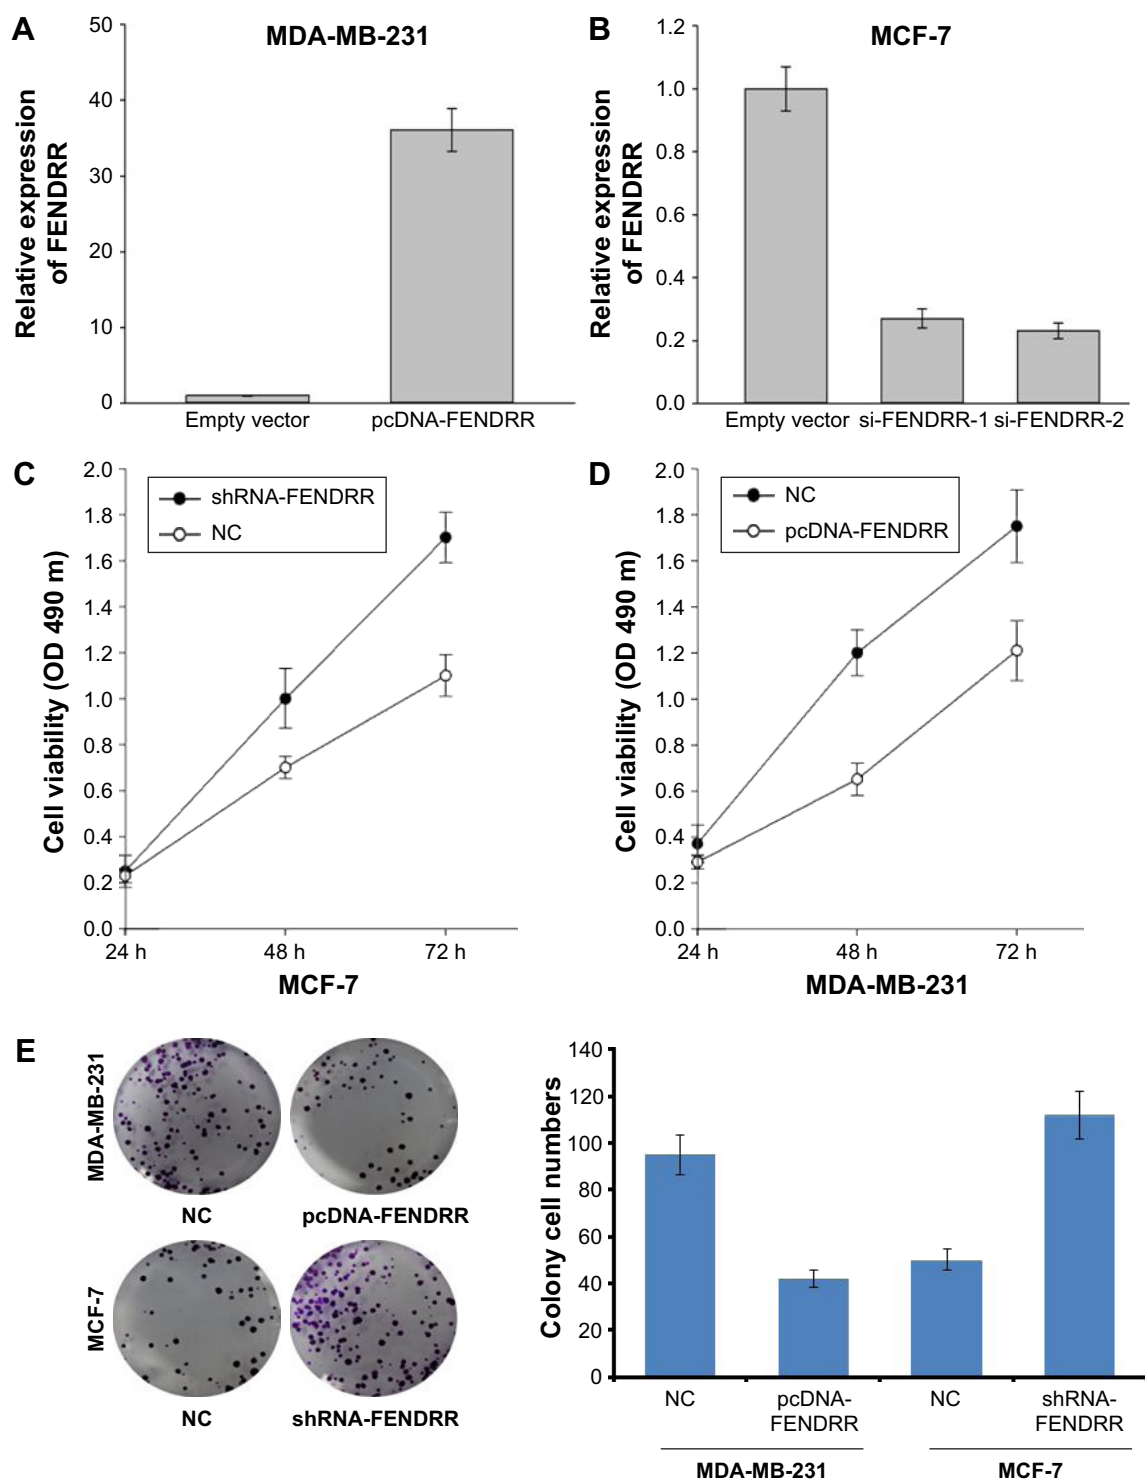 A
MDA-MB-231
Relative expression
of FENDRR
50
40
30
20
10
0
Empty vector
pcDNA-FENDRR
B
MCF-7
Relative expression
of FENDRR
1.2
1.0
0.8
0.6
0.4
0.2
0.0
Empty vector
si-FENDRR-1
si-FENDRR-2
C
shRNA-FENDRR
NC
Cell viability (OD 490 m)
2.0
1.8
1.6
1.4
1.2
1.0
0.8
0.6
0.4
0.2
0.0
24 h
48 h
72 h
MCF-7
D
NC
pcDNA-FENDRR
Cell viability (OD 490 m)
2.0
1.8
1.6
1.4
1.2
1.0
0.8
0.6
0.4
0.2
0.0
24 h
48 h
72 h
MDA-MB-231
E
MDA-MB-231
NC
pcDNA-FENDRR
MCF-7
NC
shRNA-FENDRR
Colony cell numbers
140
120
100
80
60
40
20
0
NC
pcDNA-
FENDRR
NC
shRNA-
FENDRR
MDA-MB-231
MCF-7